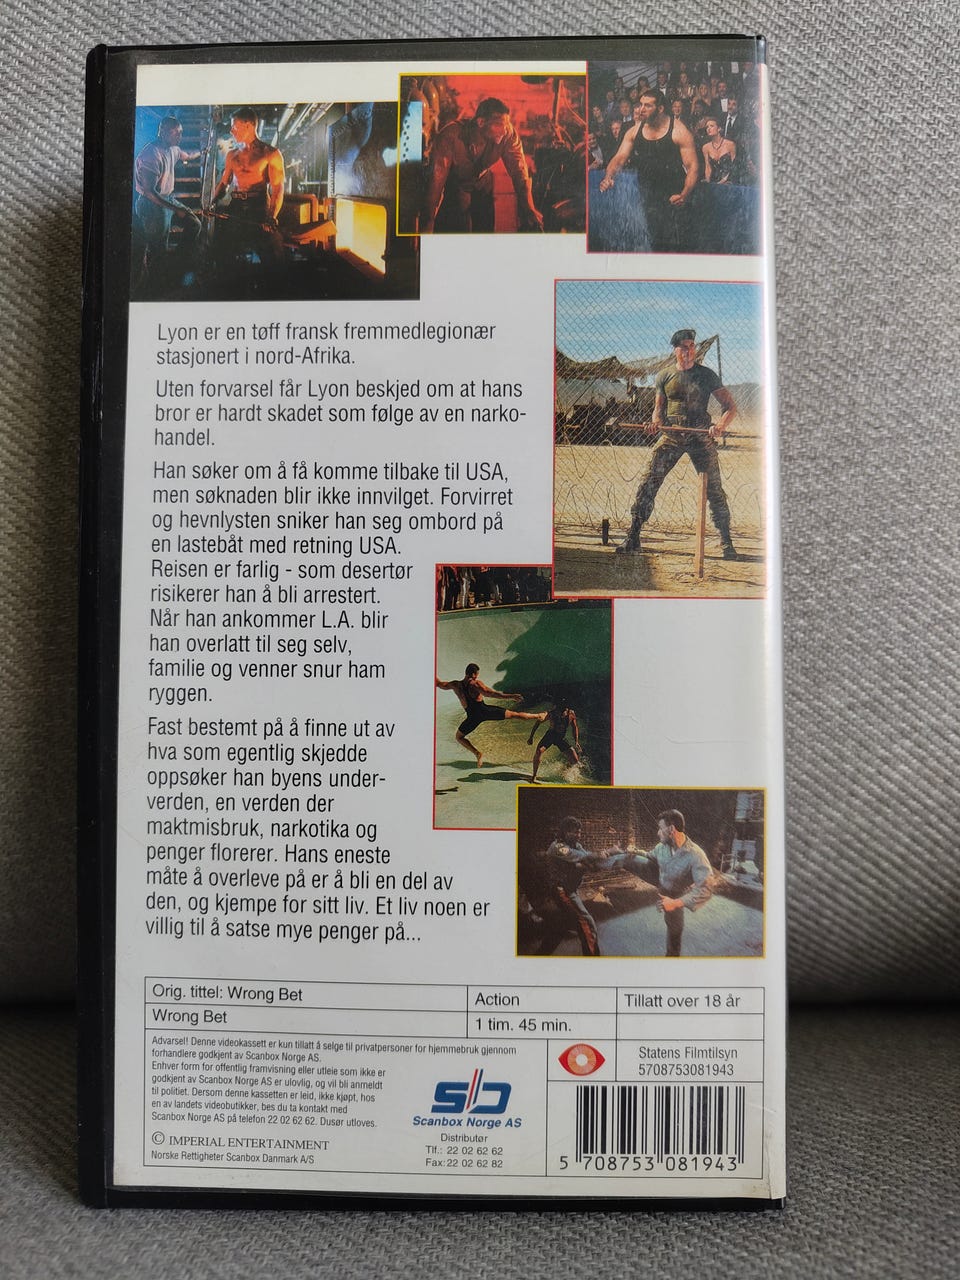 Lyon er en tøff fransk fremmedlegionær
stasjonert i nord-Afrika.
Uten forvarsel får Lyon beskjed om at hans
bror er hardt skadet som følge av en narko-
handel.
Han søker om å få komme tilbake til USA,
men søknaden blir ikke innvilget. Forvirret
og hevnlysten sniker han seg ombord på
en lastebåt med retning USA.
Reisen er farlig - som desertør
risikerer han å bli arrestert.
Når han ankommer L.A. blir
han overlatt til seg selv,
familie og venner snur ham
ryggen.
Fast bestemt på å finne ut av
hva som egentlig skjedde
oppsøker han byens under-
verden, en verden der
maktmisbruk, narkotika og
penger florerer. Hans eneste
måte å overleve på er å bli en del av
den, og kjempe for sitt liv. Et liv noen er
villig til å satse mye penger på...
Orig. tittel: Wrong Bet
Action
Tillatt over 18 år
Wrong Bet
1 tim. 45 min.
Advarsel! Denne videokassett er kun tillatt å selge til privatpersoner for hjemmebruk gjennom
forhandlere godkjent av Scanbox Norge AS.
Enhver form for offentlig framvisning eller utleie som ikke er
godkjent av Scanbox Norge AS er ulovlig, og vil bli anmeldt
til politiet. Dersom denne kassetten er leid, ikke kjøpt, hos
en av landets videobutikker, bes du ta kontakt med
Scanbox Norge AS på telefon 22 02 62 62. Dusør utloves.
© IMPERIAL ENTERTAINMENT
Norske Rettigheter Scanbox Danmark A/S
Scanbox Norge AS
Distributør
Tlf.: 22 02 62 62
Fax: 22 02 62 82
Statens Filmtilsyn
5708753081943
5 708753 081943